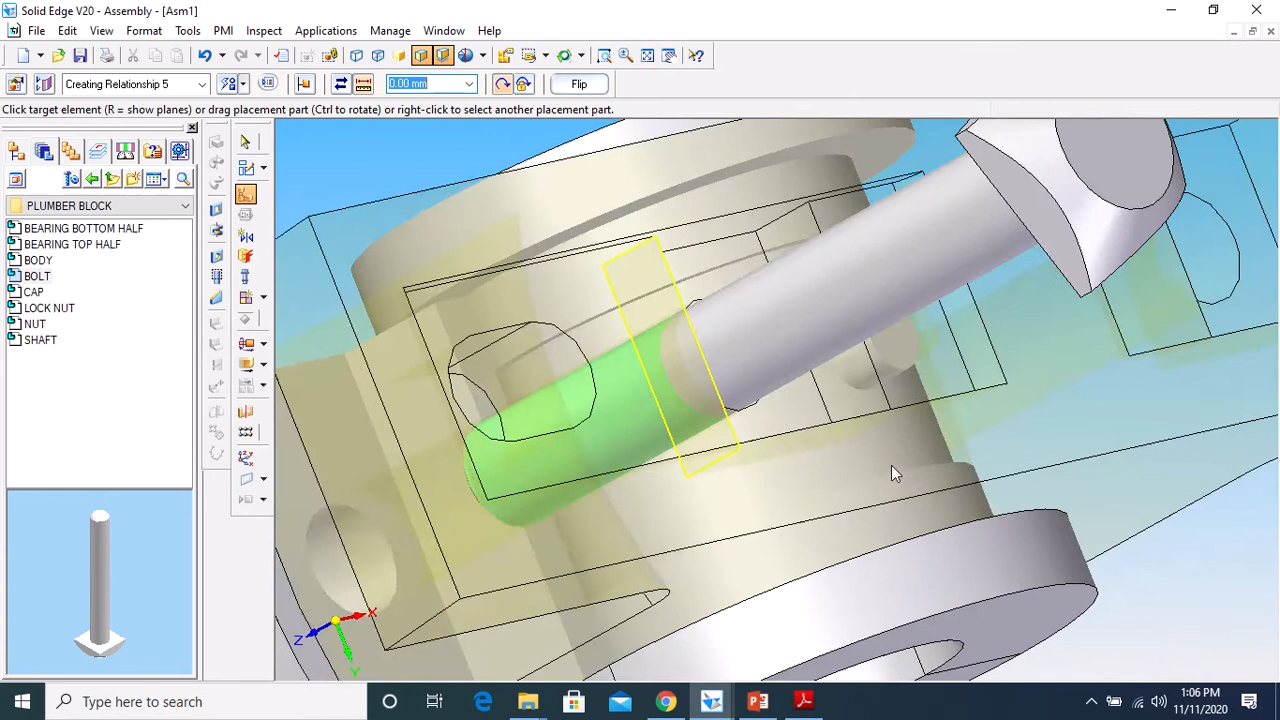 Solid Edge V20 - Assembly - [Asm1]
File Edit View Format Tools PMI Inspect Applications Manage Window Help
Creating Relationship 5 0.00 mm Flip
Click target element (R = show planes) or drag placement part (Ctrl to rotate) or right-click to select another placement part.
PLUMBER BLOCK
BEARING BOTTOM HALF
BEARING TOP HALF
BODY
BOLT
CAP
LOCK NUT
NUT
SHAFT
X
Z
Y
Type here to search
1:06 PM
11/11/2020